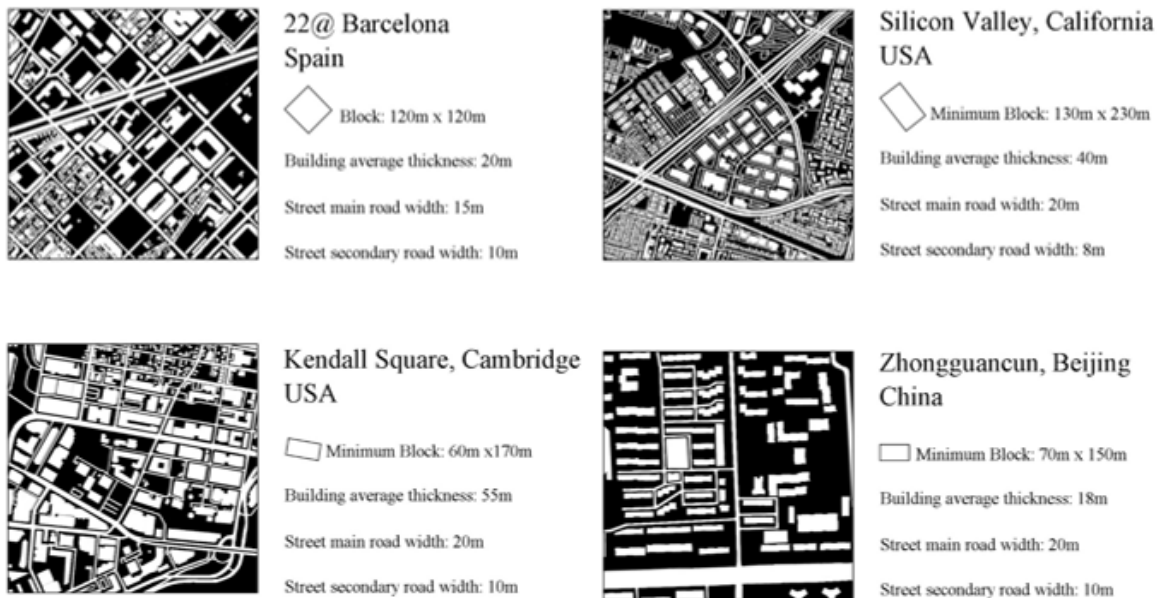 22@ Barcelona
Spain
Block: 120m x 120m
Building average thickness: 20m
Street main road width: 15m
Street secondary road width: 10m
Silicon Valley, California
USA
Minimum Block: 130m x 230m
Building average thickness: 40m
Street main road width: 20m
Street secondary road width: 8m
Kendall Square, Cambridge
USA
Minimum Block: 60m x170m
Building average thickness: 55m
Street main road width: 20m
Street secondary road width: 10m
Zhongguancun, Beijing
China
Minimum Block: 70m x 150m
Building average thickness: 18m
Street main road width: 20m
Street secondary road width: 10m